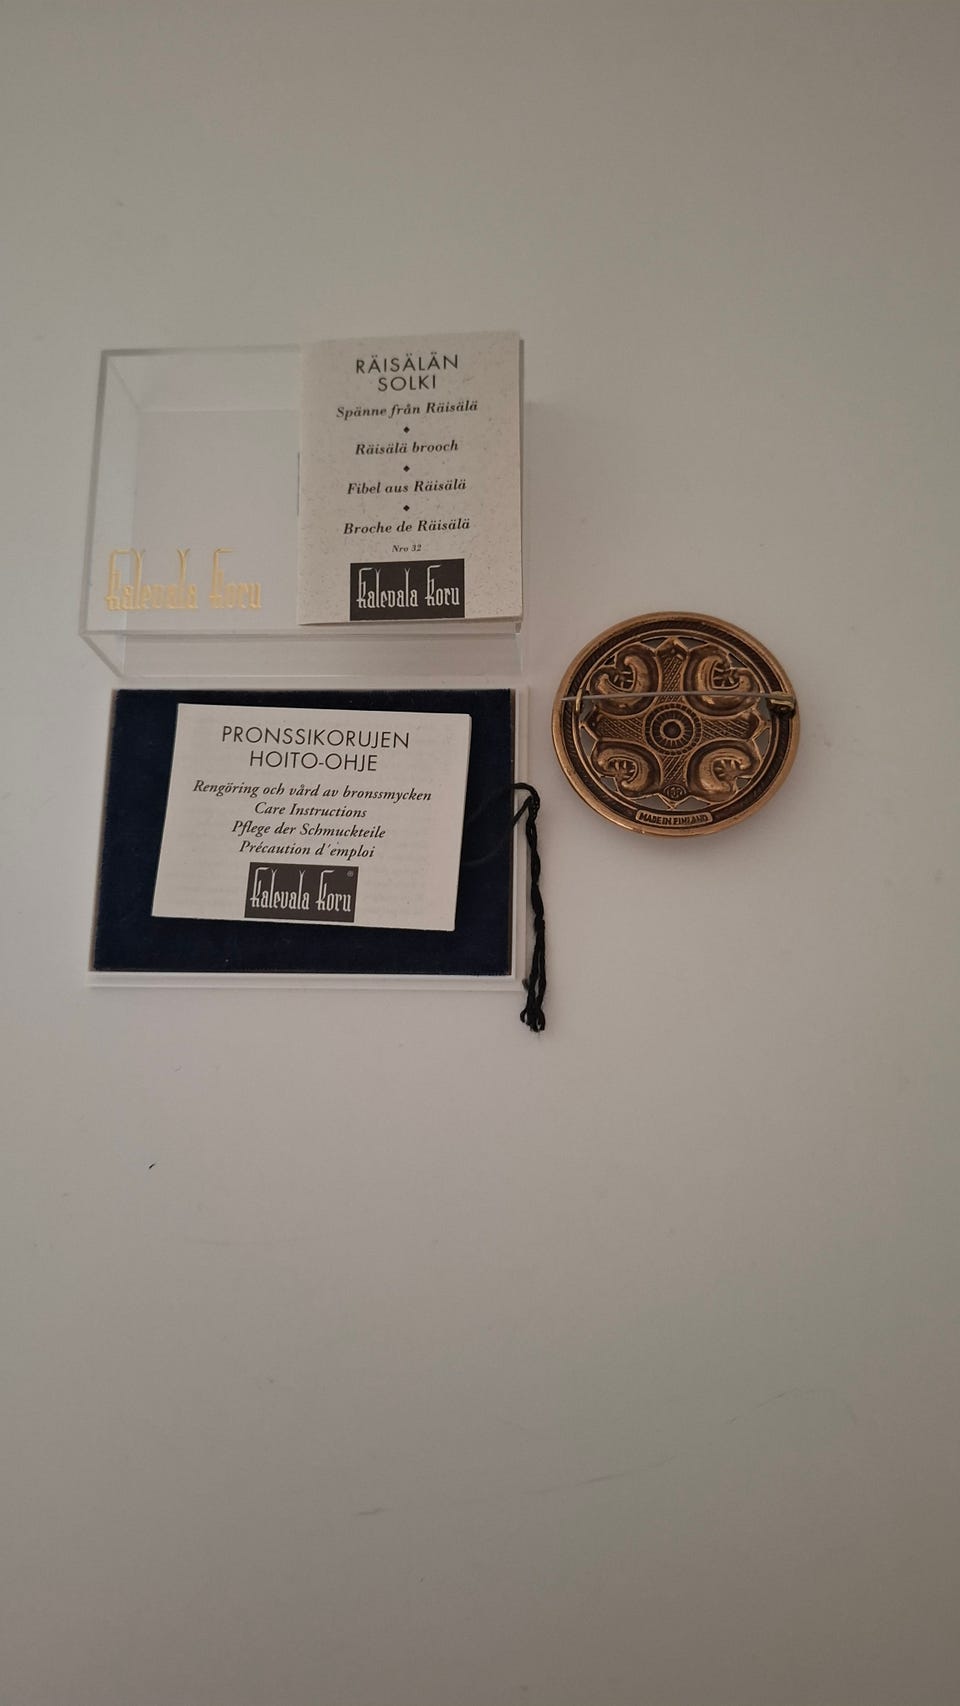 RÄISÄLÄN
SOLKI
Spänne från Räisälä
Räisälä brooch
Fibel aus Räisälä
Broche de Räisälä
Nro 32
Kalevala Koru
Kalevala Koru
PRONSSIKORUJEN
HOITO-OHJE
Rengöring och vård av bronssmycken
Care Instructions
Pflege der Schmuckteile
Précaution d'emploi
Kalevala Koru ®
MADE IN FINLAND